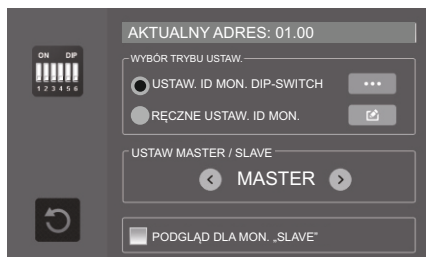 AKTUALNY ADRES: 01.00
WYBÓR TRYBU USTAW.
ON DIP
1 2 3 4 5 6
USTAW. ID MON. DIP-SWITCH
RĘCZNE USTAW. ID MON.
USTAW MASTER / SLAVE
MASTER
PODGLĄD DLA MON. „SLAVE”